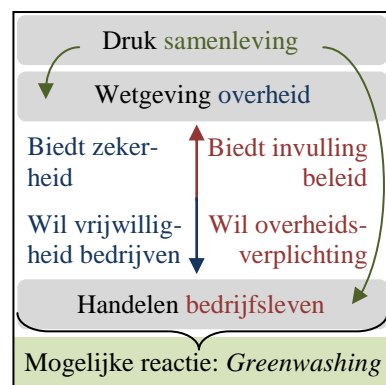 Druk samenleving
Wetgeving overheid
Biedt zeker-
heid
Biedt invulling
beleid
Wil vrijwillig-
heid bedrijven
Wil overheids-
verplichting
Handelen bedrijfsleven
Mogelijke reactie: Greenwashing